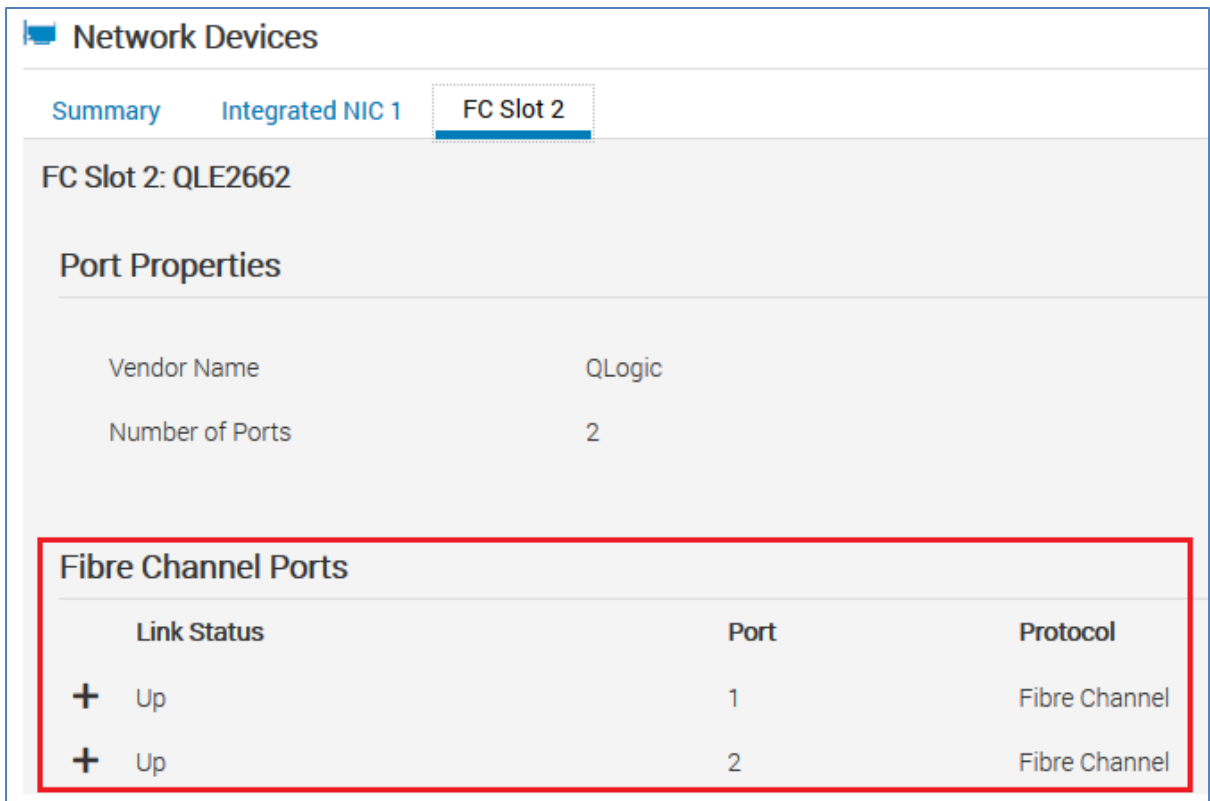 Network Devices
Summary Integrated NIC 1 FC Slot 2
FC Slot 2: QLE2662
Port Properties
Vendor Name QLogic
Number of Ports 2
Fibre Channel Ports
Link Status Port Protocol
+ Up 1 Fibre Channel
+ Up 2 Fibre Channel